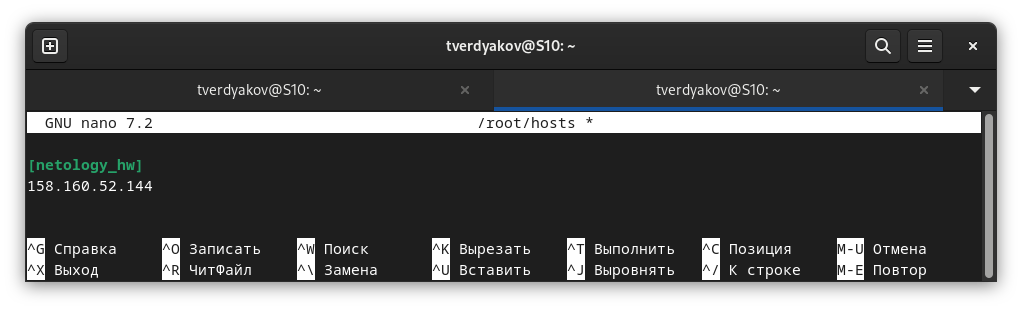 tverdyakov@S10: ~
tverdyakov@S10: ~ × tverdyakov@S10: ~ ×
GNU nano 7.2 /root/hosts *
[netology_hw]
158.160.52.144
^G Справка ^O Записать ^W Поиск ^K Вырезать ^T Выполнить ^C Позиция M-U Отмена
^X Выход ^R ЧитФайл ^\ Замена ^U Вставить ^J Выровнять ^/ К строке M-E Повтор